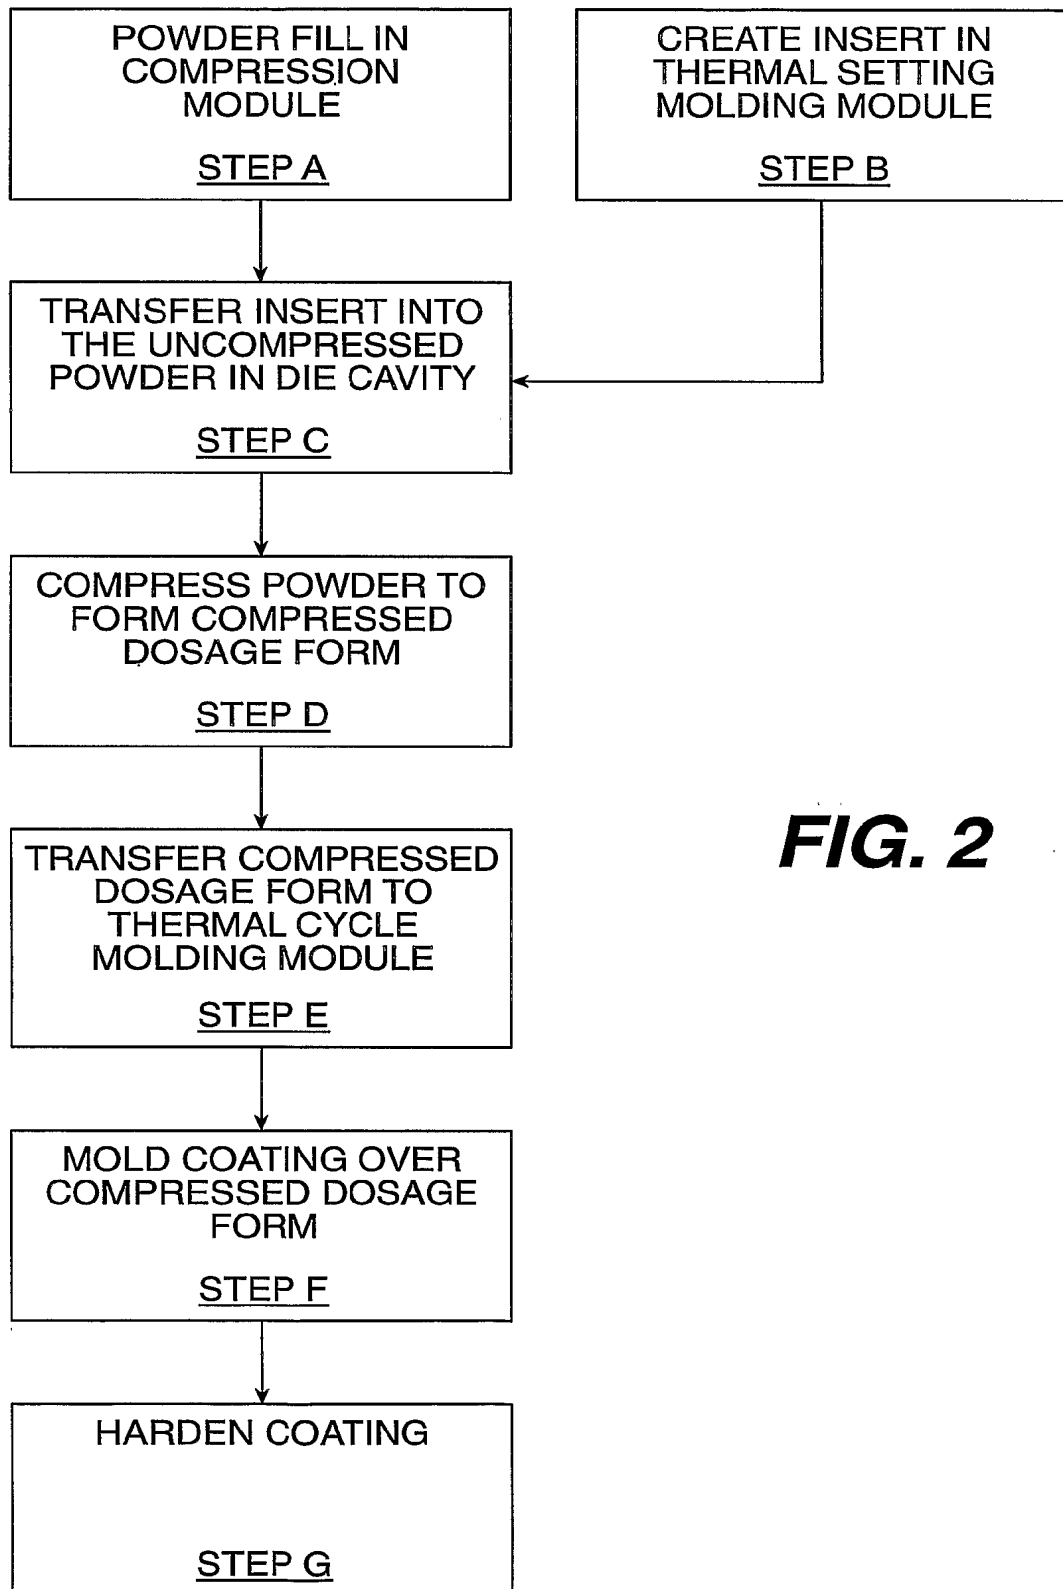 POWDER FILL IN
COMPRESSION
MODULE
STEP A
CREATE INSERT IN
THERMAL SETTING
MOLDING MODULE
STEP B
TRANSFER INSERT INTO
THE UNCOMPRESSED
POWDER IN DIE CAVITY
STEP C
COMPRESS POWDER TO
FORM COMPRESSED
DOSAGE FORM
STEP D
TRANSFER COMPRESSED
DOSAGE FORM TO
THERMAL CYCLE
MOLDING MODULE
STEP E
FIG. 2
MOLD COATING OVER
COMPRESSED DOSAGE
FORM
STEP F
HARDEN COATING
STEP G